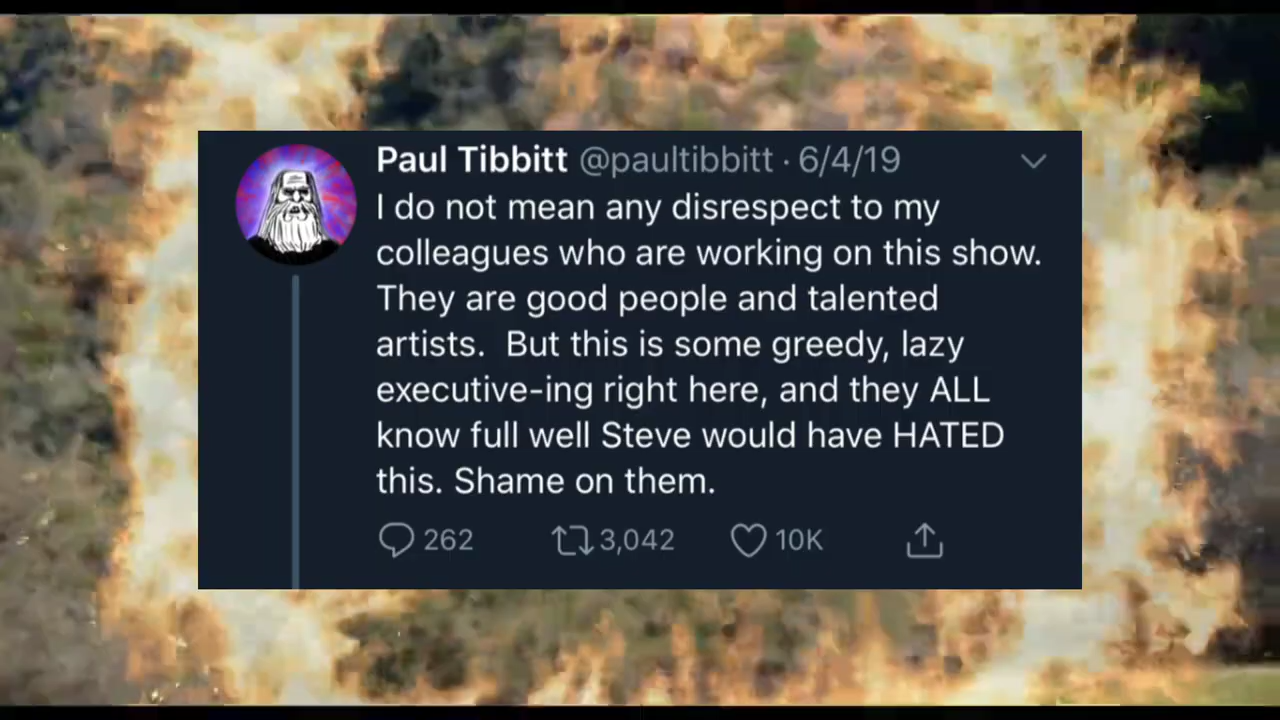 Paul Tibbitt @paultibbitt · 6/4/19
I do not mean any disrespect to my
colleagues who are working on this show.
They are good people and talented
artists.  But this is some greedy, lazy
executive-ing right here, and they ALL
know full well Steve would have HATED
this. Shame on them.
262 3,042 10K